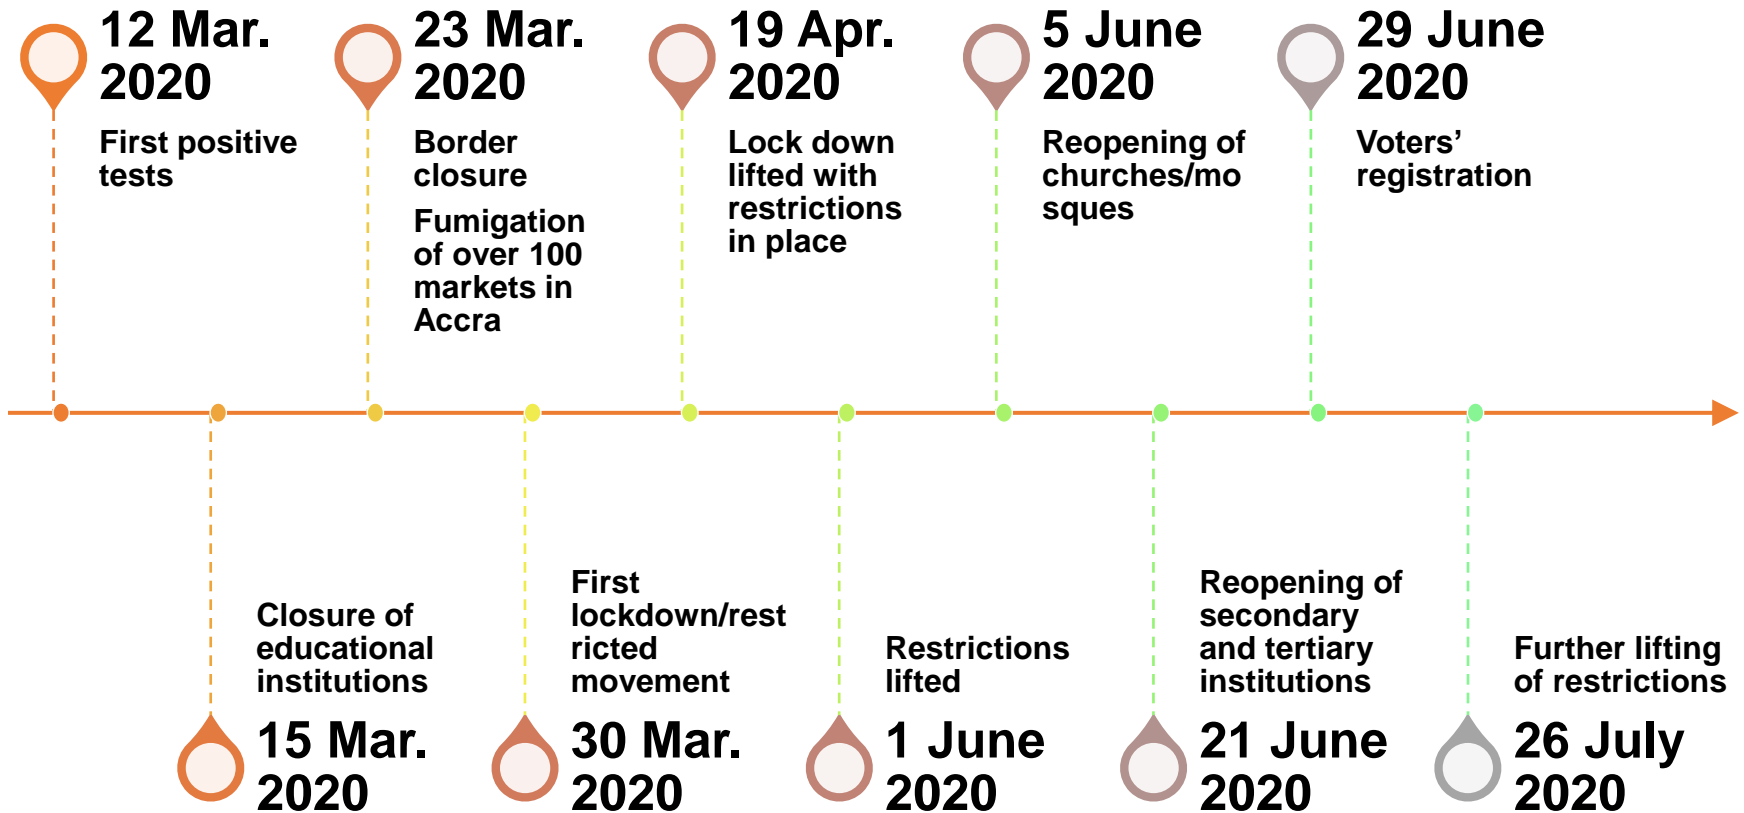 12 Mar.
2020
First positive
tests
23 Mar.
2020
Border
closure
Fumigation
of over 100
markets in
Accra
19 Apr.
2020
Lock down
lifted with
restrictions
in place
5 June
2020
Reopening of
churches/mo
sques
29 June
2020
Voters’
registration
Closure of
educational
institutions
15 Mar.
2020
First
lockdown/rest
ricted
movement
30 Mar.
2020
Restrictions
lifted
1 June
2020
Reopening of
secondary
and tertiary
institutions
21 June
2020
Further lifting
of restrictions
26 July
2020